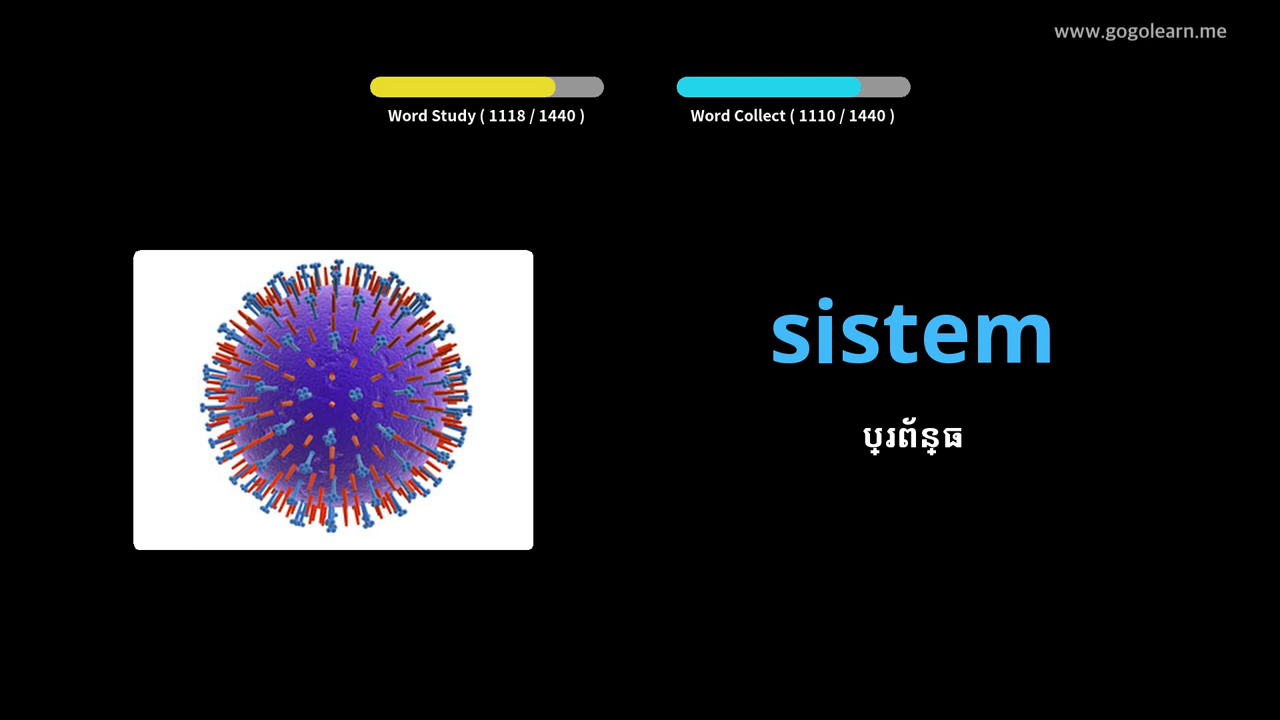 www.gogolearn.me
Word Study ( 1118 / 1440 )
Word Collect ( 1110 / 1440 )
sistem
ប្រព័ន្ធ